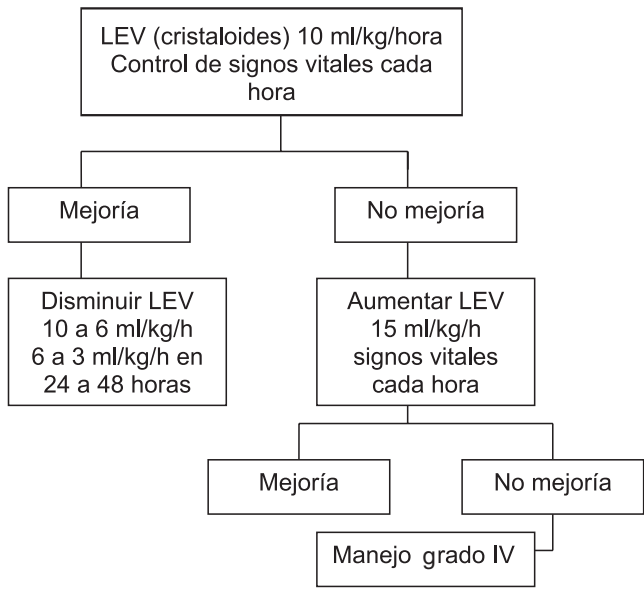 LEV (cristaloides) 10 ml/kg/hora
Control de signos vitales cada
hora
Mejoría
No mejoría
Disminuir LEV
10 a 6 ml/kg/h
6 a 3 ml/kg/h en
24 a 48 horas
Aumentar LEV
15 ml/kg/h
signos vitales
cada hora
Mejoría
No mejoría
Manejo grado IV